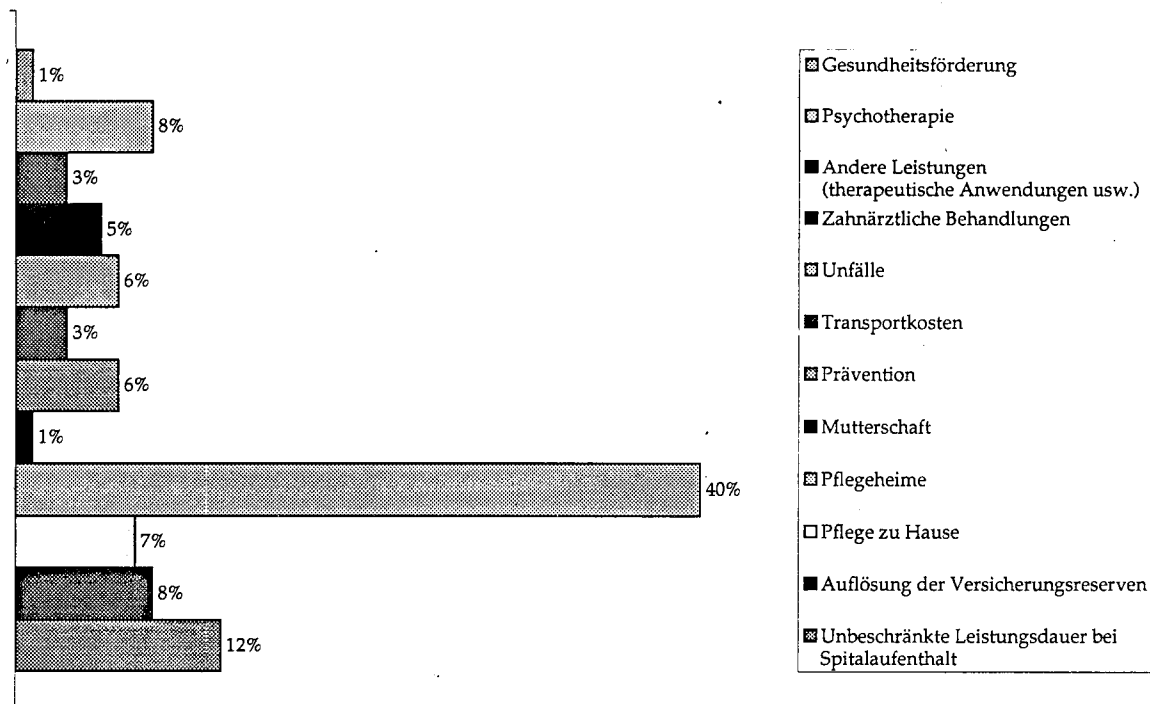 1%
8%
3%
5%
6%
3%
6%
1%
40%
7%
8%
12%
Gesundheitsförderung
Psychotherapie
Andere Leistungen
(therapeutische Anwendungen usw.)
Zahnärztliche Behandlungen
Unfälle
Transportkosten
Prävention
Mutterschaft
Pflegeheime
Pflege zu Hause
Auflösung der Versicherungsreserven
Unbeschränkte Leistungsdauer bei
Spitalaufenthalt